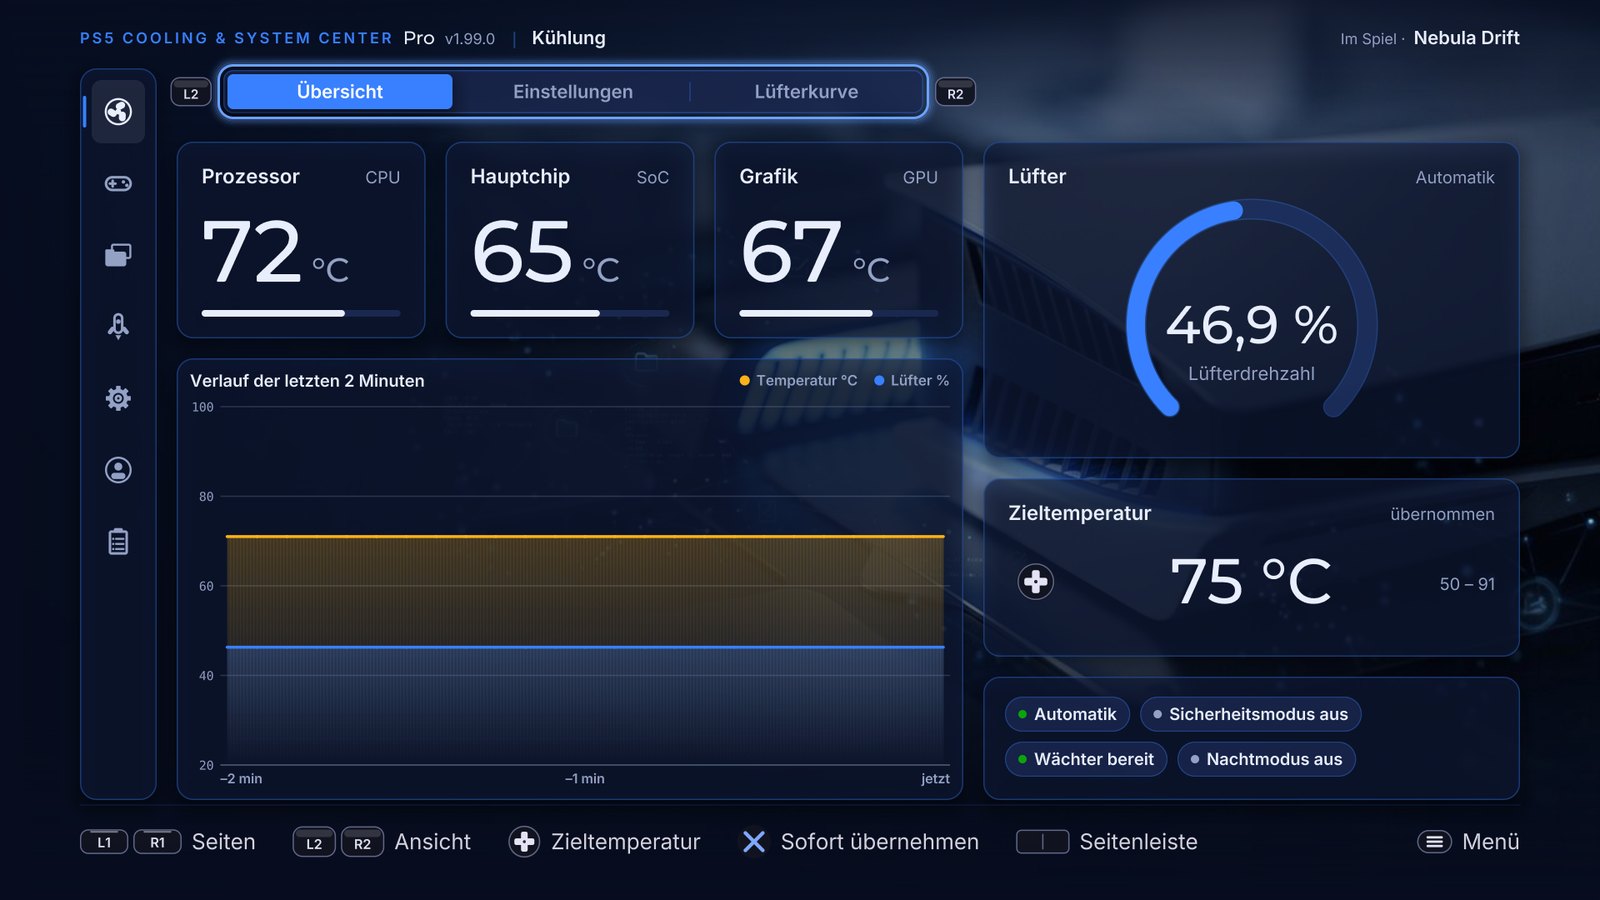 PS5 COOLING & SYSTEM CENTER Pro v1.99.0 | Kühlung
Im Spiel · Nebula Drift
L2 Übersicht Einstellungen Lüfterkurve R2
Prozessor CPU
72 °C
Hauptchip SoC
65 °C
Grafik GPU
67 °C
Lüfter Automatik
46,9 %
Lüfterdrehzahl
Verlauf der letzten 2 Minuten
Temperatur °C Lüfter %
100
80
60
40
20
−2 min −1 min jetzt
Zieltemperatur übernommen
75 °C
50 – 91
Automatik Sicherheitsmodus aus
Wächter bereit Nachtmodus aus
L1 R1 Seiten L2 R2 Ansicht Zieltemperatur Sofort übernehmen Seitenleiste Menü